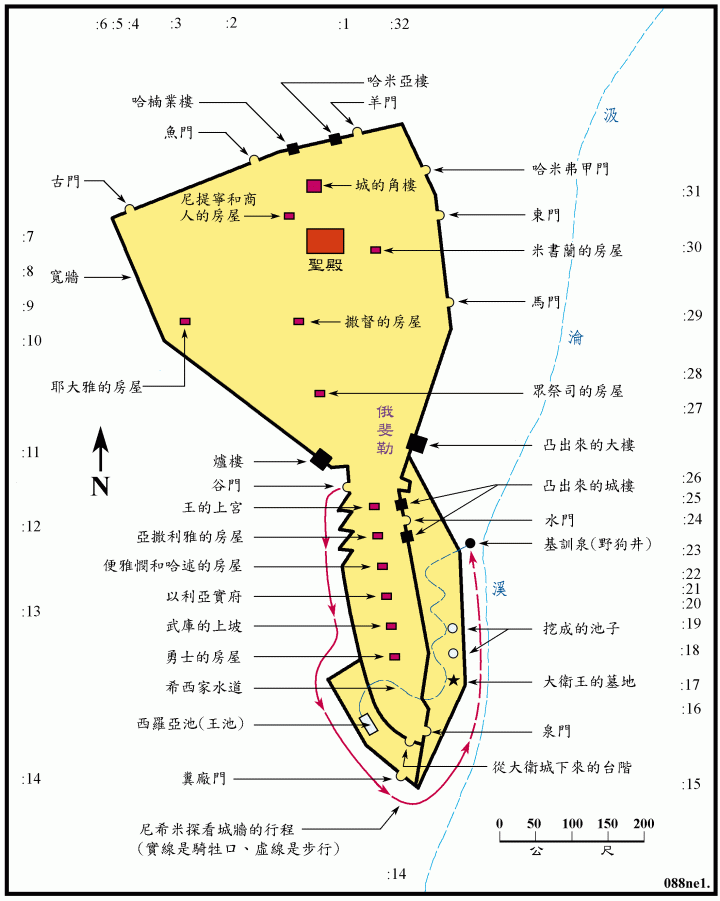 :6 :5 :4 :3 :2 :1 :32
哈米亞樓
哈楠業樓
羊門
魚門
汲
哈米弗甲門
古門
城的角樓
:31
尼提寧和商
人的房屋
東門
:7
:30
米書蘭的房屋
聖殿
:8
寬牆
:9
馬門
:29
:10
撒督的房屋
淪
耶大雅的房屋
眾祭司的房屋
:28
:27
俄斐勒
:11
爐樓
凸出來的大樓
谷門
凸出來的城樓
:26
:25
N
王的上宮
水門
:24
:12
亞撒利雅的房屋
基訓泉(野狗井)
:23
便雅憫和哈述的房屋
:22
:21
溪
:20
:13
以利亞實府
武庫的上坡
挖成的池子
:19
勇士的房屋
:18
希西家水道
大衛王的墓地
:17
:16
西羅亞池(王池)
泉門
從大衛城下來的台階
:14
糞廠門
:15
尼希米探看城牆的行程
(實線是騎牲口、虛線是步行)
0 50 100 150 200
公 尺
:14
088ne1.